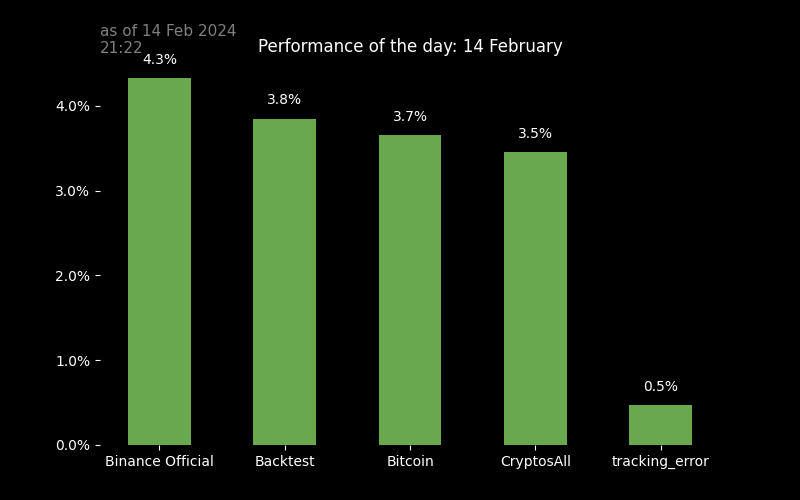 as of 14 Feb 2024
21:22
Performance of the day: 14 February
4.3%
3.8%
3.7%
3.5%
0.5%
4.0%
3.0%
2.0%
1.0%
0.0%
Binance Official
Backtest
Bitcoin
CryptosAll
tracking_error